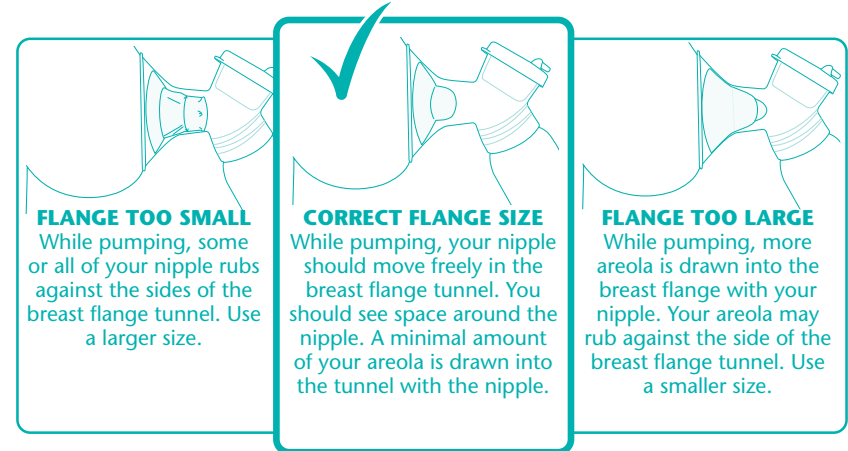 FLANGE TOO SMALL
While pumping, some
or all of your nipple rubs
against the sides of the
breast flange tunnel. Use
a larger size.
CORRECT FLANGE SIZE
While pumping, your nipple
should move freely in the
breast flange tunnel. You
should see space around the
nipple. A minimal amount
of your areola is drawn into
the tunnel with the nipple.
FLANGE TOO LARGE
While pumping, more
areola is drawn into the
breast flange with your
nipple. Your areola may
rub against the side of the
breast flange tunnel. Use
a smaller size.